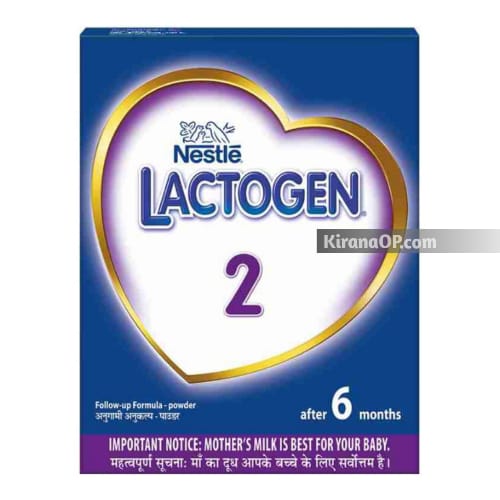 Nestlé
LACTOGEN®
2
KiranaOP.com
Follow-up Formula - powder
अनुगामी अनुकल्प - पाउडर
after 6 months
IMPORTANT NOTICE: MOTHER'S MILK IS BEST FOR YOUR BABY.
महत्वपूर्ण सूचना: माँ का दूध आपके बच्चे के लिए सर्वोत्तम है।